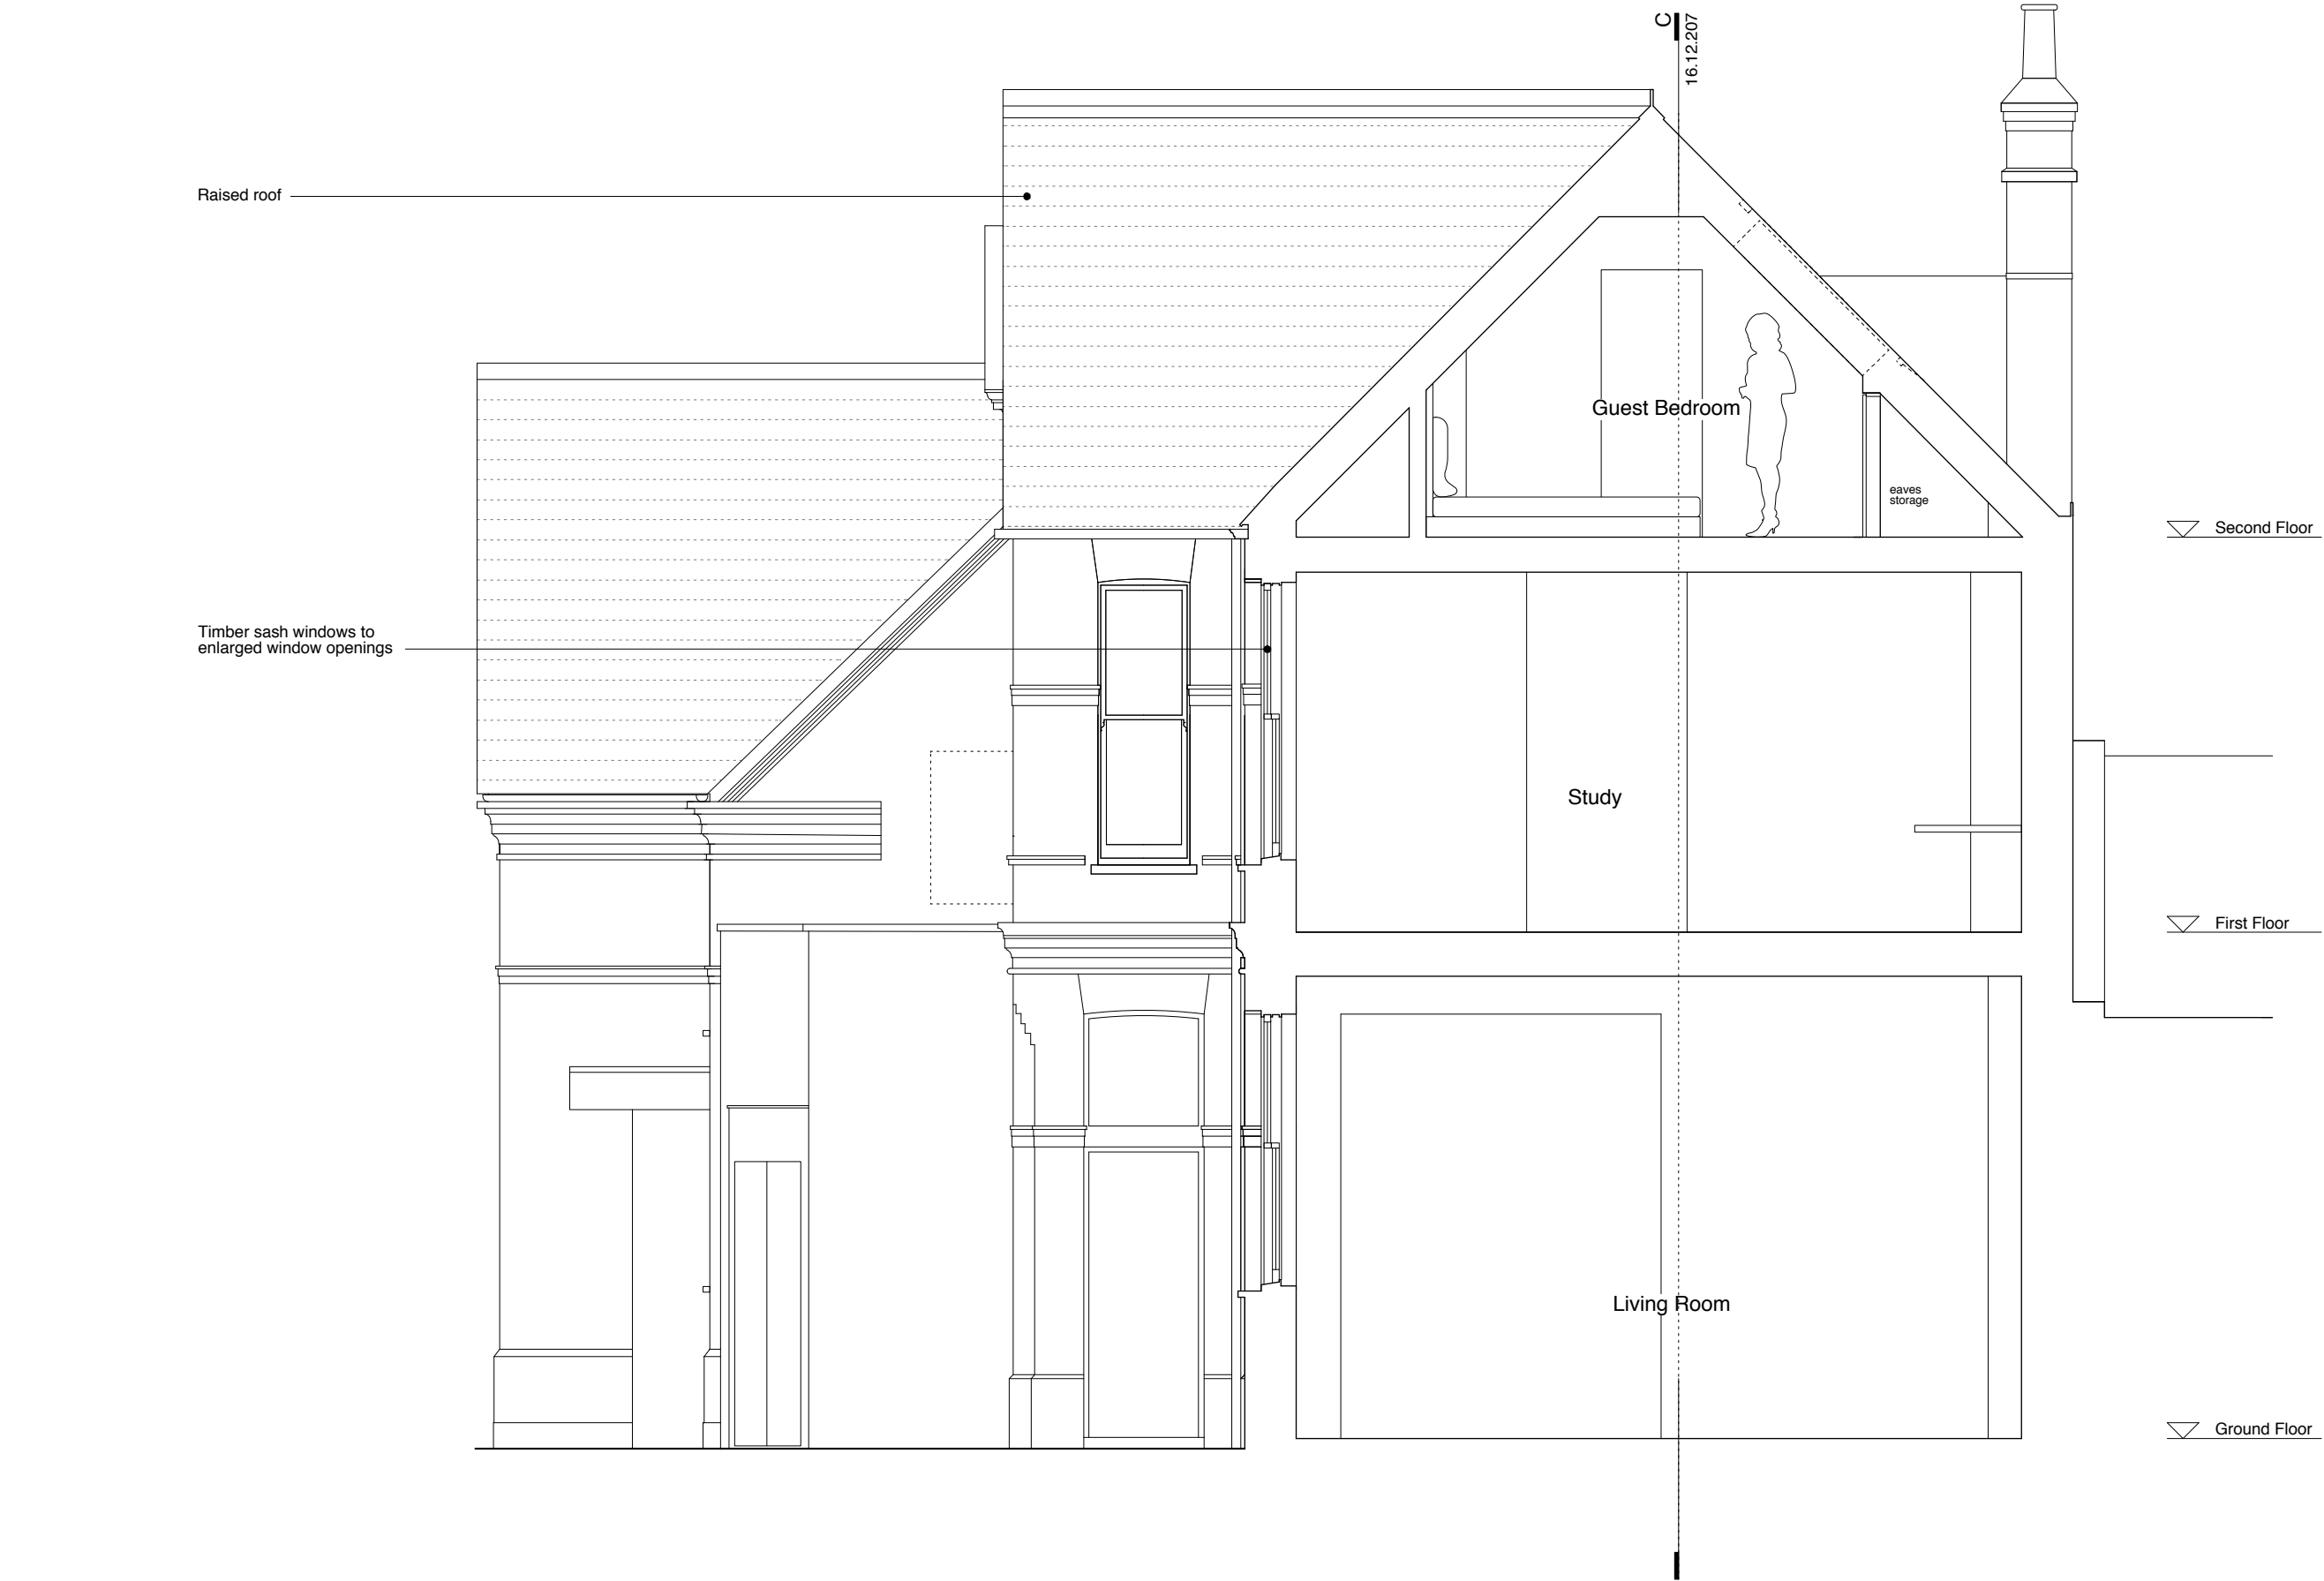 C
16.12.207
Raised roof
Guest Bedroom
eaves
storage
Second Floor
Timber sash windows to
enlarged window openings
Study
First Floor
Living Room
Ground Floor